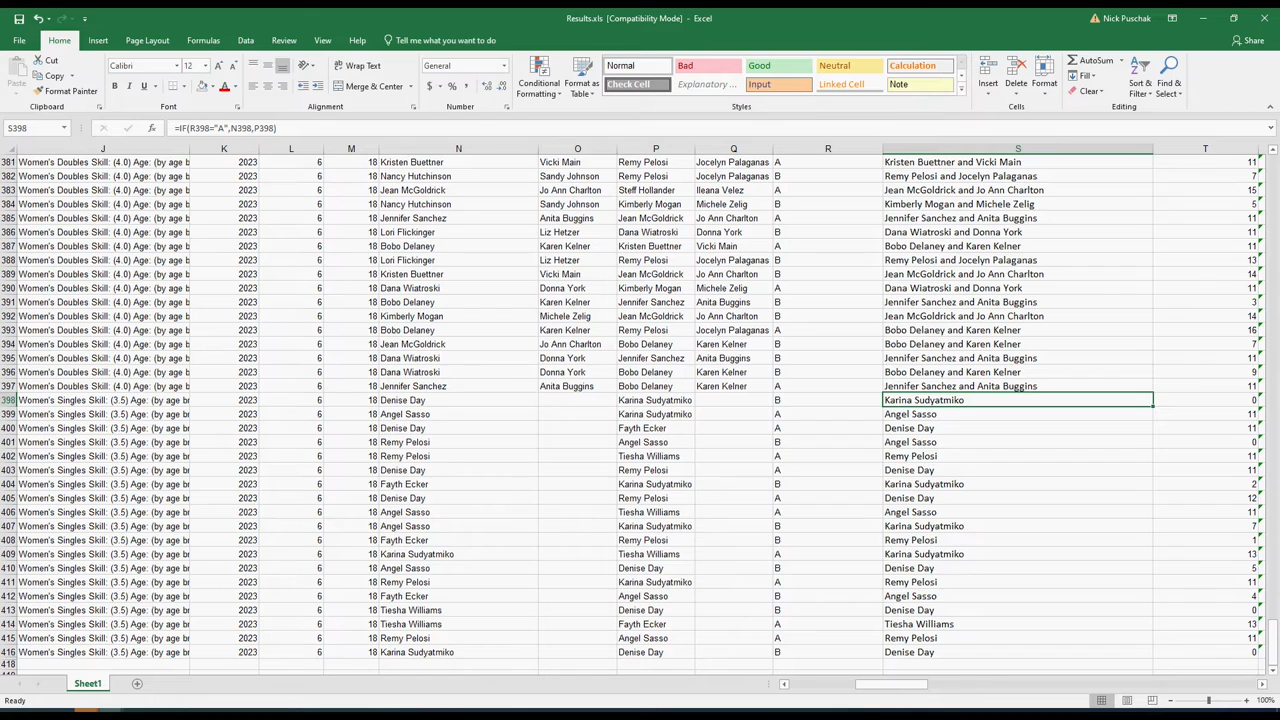 Results.xls [Compatibility Mode] - Excel
Nick Puschak
File Home Insert Page Layout Formulas Data Review View Help Tell me what you want to do Share
Cut Calibri 12 Wrap Text General Normal Bad Good Neutral Calculation AutoSum
Paste Copy Format Painter B I U Merge & Center $ % Conditional Formatting Format as Table Check Cell Explanatory ... Input Linked Cell Note Insert Delete Format Fill Clear Sort & Filter Find & Select
Clipboard Font Alignment Number Styles Cells Editing
S398 fx =IF(R398="A",N398,P398)
J K L M N O P Q R S T
381 Women's Doubles Skill: (4.0) Age: (by age b 2023 6 18 Kristen Buettner Vicki Main Remy Pelosi Jocelyn Palaganas A Kristen Buettner and Vicki Main 11
382 Women's Doubles Skill: (4.0) Age: (by age b 2023 6 18 Nancy Hutchinson Sandy Johnson Remy Pelosi Jocelyn Palaganas B Remy Pelosi and Jocelyn Palaganas 7
383 Women's Doubles Skill: (4.0) Age: (by age b 2023 6 18 Jean McGoldrick Jo Ann Charlton Steff Hollander Ileana Velez A Jean McGoldrick and Jo Ann Charlton 15
384 Women's Doubles Skill: (4.0) Age: (by age b 2023 6 18 Nancy Hutchinson Sandy Johnson Kimberly Mogan Michele Zelig B Kimberly Mogan and Michele Zelig 5
385 Women's Doubles Skill: (4.0) Age: (by age b 2023 6 18 Jennifer Sanchez Anita Buggins Jean McGoldrick Jo Ann Charlton A Jennifer Sanchez and Anita Buggins 11
386 Women's Doubles Skill: (4.0) Age: (by age b 2023 6 18 Lori Flickinger Liz Hetzer Dana Wiatroski Donna York B Dana Wiatroski and Donna York 11
387 Women's Doubles Skill: (4.0) Age: (by age b 2023 6 18 Bobo Delaney Karen Kelner Kristen Buettner Vicki Main A Bobo Delaney and Karen Kelner 11
388 Women's Doubles Skill: (4.0) Age: (by age b 2023 6 18 Lori Flickinger Liz Hetzer Remy Pelosi Jocelyn Palaganas B Remy Pelosi and Jocelyn Palaganas 13
389 Women's Doubles Skill: (4.0) Age: (by age b 2023 6 18 Kristen Buettner Vicki Main Jean McGoldrick Jo Ann Charlton B Jean McGoldrick and Jo Ann Charlton 14
390 Women's Doubles Skill: (4.0) Age: (by age b 2023 6 18 Dana Wiatroski Donna York Kimberly Mogan Michele Zelig A Dana Wiatroski and Donna York 11
391 Women's Doubles Skill: (4.0) Age: (by age b 2023 6 18 Bobo Delaney Karen Kelner Jennifer Sanchez Anita Buggins B Jennifer Sanchez and Anita Buggins 3
392 Women's Doubles Skill: (4.0) Age: (by age b 2023 6 18 Kimberly Mogan Michele Zelig Jean McGoldrick Jo Ann Charlton B Jean McGoldrick and Jo Ann Charlton 14
393 Women's Doubles Skill: (4.0) Age: (by age b 2023 6 18 Bobo Delaney Karen Kelner Remy Pelosi Jocelyn Palaganas A Bobo Delaney and Karen Kelner 16
394 Women's Doubles Skill: (4.0) Age: (by age b 2023 6 18 Jean McGoldrick Jo Ann Charlton Bobo Delaney Karen Kelner B Bobo Delaney and Karen Kelner 7
395 Women's Doubles Skill: (4.0) Age: (by age b 2023 6 18 Dana Wiatroski Donna York Jennifer Sanchez Anita Buggins B Jennifer Sanchez and Anita Buggins 11
396 Women's Doubles Skill: (4.0) Age: (by age b 2023 6 18 Dana Wiatroski Donna York Bobo Delaney Karen Kelner B Bobo Delaney and Karen Kelner 9
397 Women's Doubles Skill: (4.0) Age: (by age b 2023 6 18 Jennifer Sanchez Anita Buggins Bobo Delaney Karen Kelner A Jennifer Sanchez and Anita Buggins 11
398 Women's Singles Skill: (3.5) Age: (by age br 2023 6 18 Denise Day Karina Sudyatmiko B Karina Sudyatmiko 0
399 Women's Singles Skill: (3.5) Age: (by age br 2023 6 18 Angel Sasso Remy Pelosi A Angel Sasso 11
400 Women's Singles Skill: (3.5) Age: (by age br 2023 6 18 Denise Day Fayth Ecker A Denise Day 11
401 Women's Singles Skill: (3.5) Age: (by age br 2023 6 18 Remy Pelosi Angel Sasso B Angel Sasso 0
402 Women's Singles Skill: (3.5) Age: (by age br 2023 6 18 Remy Pelosi Tiesha Williams A Remy Pelosi 11
403 Women's Singles Skill: (3.5) Age: (by age br 2023 6 18 Denise Day Remy Pelosi A Denise Day 11
404 Women's Singles Skill: (3.5) Age: (by age br 2023 6 18 Fayth Ecker Karina Sudyatmiko B Karina Sudyatmiko 2
405 Women's Singles Skill: (3.5) Age: (by age br 2023 6 18 Denise Day Remy Pelosi A Denise Day 12
406 Women's Singles Skill: (3.5) Age: (by age br 2023 6 18 Angel Sasso Tiesha Williams A Angel Sasso 11
407 Women's Singles Skill: (3.5) Age: (by age br 2023 6 18 Angel Sasso Karina Sudyatmiko B Karina Sudyatmiko 7
408 Women's Singles Skill: (3.5) Age: (by age br 2023 6 18 Fayth Ecker Remy Pelosi B Remy Pelosi 1
409 Women's Singles Skill: (3.5) Age: (by age br 2023 6 18 Karina Sudyatmiko Tiesha Williams A Karina Sudyatmiko 13
410 Women's Singles Skill: (3.5) Age: (by age br 2023 6 18 Angel Sasso Denise Day B Denise Day 5
411 Women's Singles Skill: (3.5) Age: (by age br 2023 6 18 Remy Pelosi Karina Sudyatmiko A Remy Pelosi 11
412 Women's Singles Skill: (3.5) Age: (by age br 2023 6 18 Fayth Ecker Angel Sasso B Angel Sasso 4
413 Women's Singles Skill: (3.5) Age: (by age br 2023 6 18 Tiesha Williams Denise Day B Denise Day 0
414 Women's Singles Skill: (3.5) Age: (by age br 2023 6 18 Tiesha Williams Fayth Ecker A Tiesha Williams 13
415 Women's Singles Skill: (3.5) Age: (by age br 2023 6 18 Remy Pelosi Angel Sasso A Remy Pelosi 11
416 Women's Singles Skill: (3.5) Age: (by age br 2023 6 18 Karina Sudyatmiko Denise Day B Denise Day 0
418
Sheet1
Ready 100%